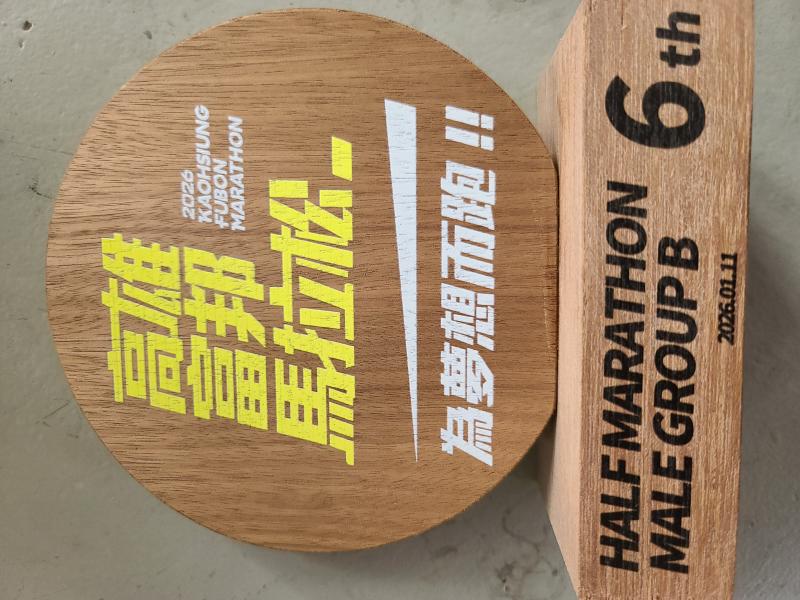 高雄
富邦
馬拉松
2026
KAOHSIUNG
FUBON
MARATHON
為夢想而跑!!
HALF MARATHON
MALE GROUP B
6th
2026.01.11